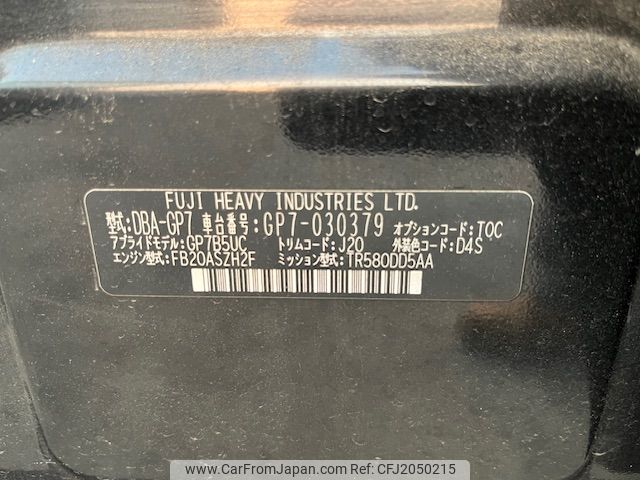 FUJI HEAVY INDUSTRIES LTD.
型式:DBA-GP7 車台番号:GP7-030379 オプションコード:TOC
アプライドモデル:GP7B5UC トリムコード:J20 外装色コード:D4S
エンジン型式:FB20ASZH2F ミッション型式:TR580DD5AA
www.CarFromJapan.com Car Ref. CFJ2050215